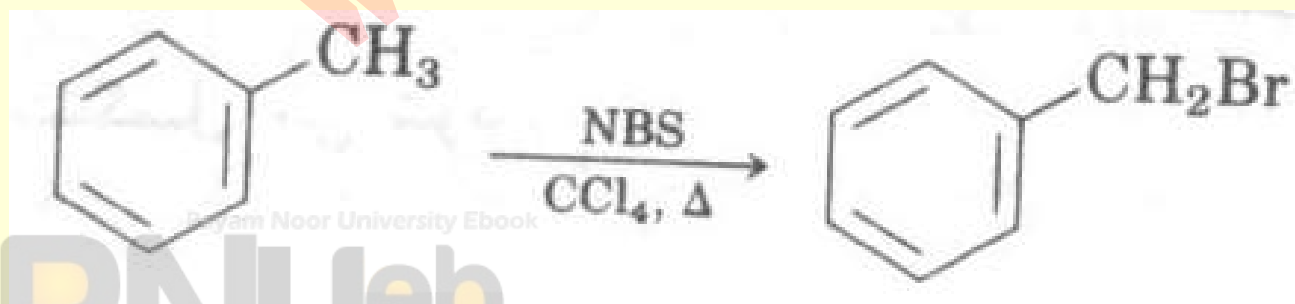 CH₃
NBS
CCl₄, Δ
CH₂Br
Payam Noor University Ebook